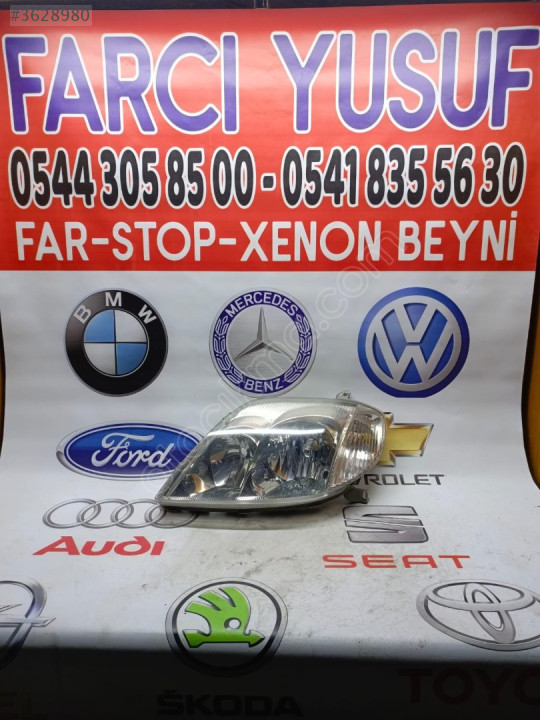 #3628980
FARCI YUSUF
0544 305 85 00 - 0541 835 56 30
FAR-STOP-XENON BEYNİ
BMW
MERCEDES
BENZ
Ford
Audi
SEAT
ŠKODA